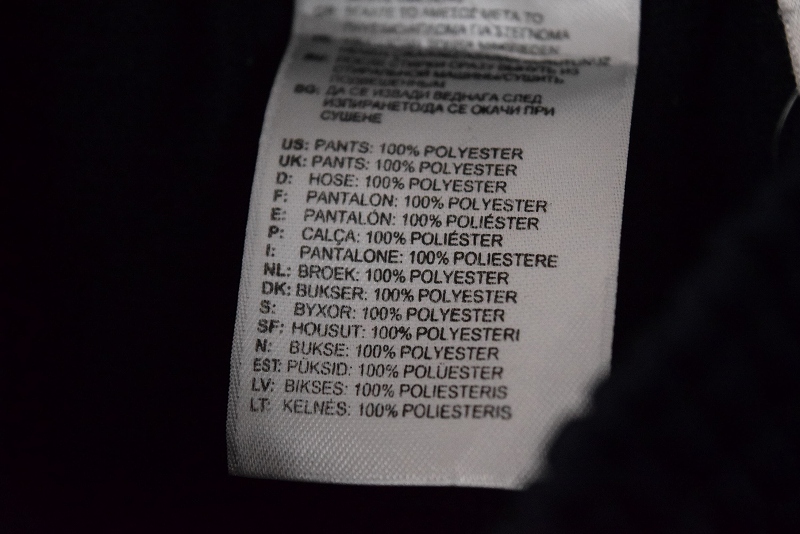 ДА СЕ ИЗВАДИ ВЕДНАГА СЛЕД
ИЗПИРАНЕТО/ДА СЕ ОКАЧИ ПРИ
СУШЕНЕ
US: PANTS: 100% POLYESTER
UK: PANTS: 100% POLYESTER
D: HOSE: 100% POLYESTER
F: PANTALON: 100% POLYESTER
E: PANTALÓN: 100% POLIÉSTER
P: CALÇA: 100% POLIÉSTER
I: PANTALONE: 100% POLIESTERE
NL: BROEK: 100% POLYESTER
DK: BUKSER: 100% POLYESTER
S: BYXOR: 100% POLYESTER
SF: HOUSUT: 100% POLYESTERI
N: BUKSE: 100% POLYESTER
EST: PÜKSID: 100% POLÜESTER
LV: BIKSES: 100% POLIESTERIS
LT: KELNĖS: 100% POLIESTERIS